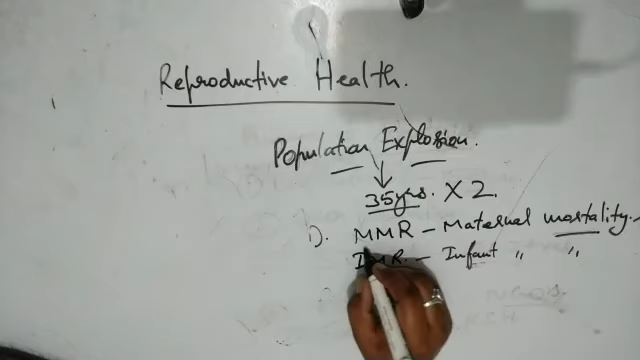 Reproductive Health.
Population Explosion.
35yrs. X 2.
1). MMR – Maternal mortality.
IMR. – Infant " "